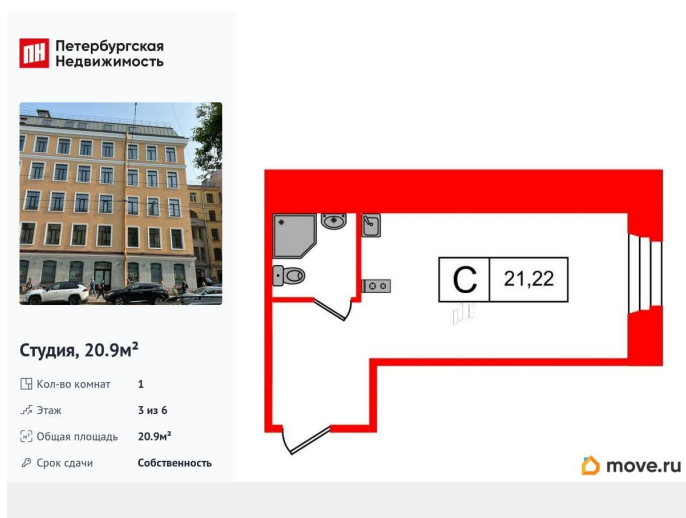 ПН Петербургская
Недвижимость
Студия, 20.9м²
Кол-во комнат 1
Этаж 3 из 6
Общая площадь 20.9м²
Срок сдачи Собственность
С 21,22
move.ru